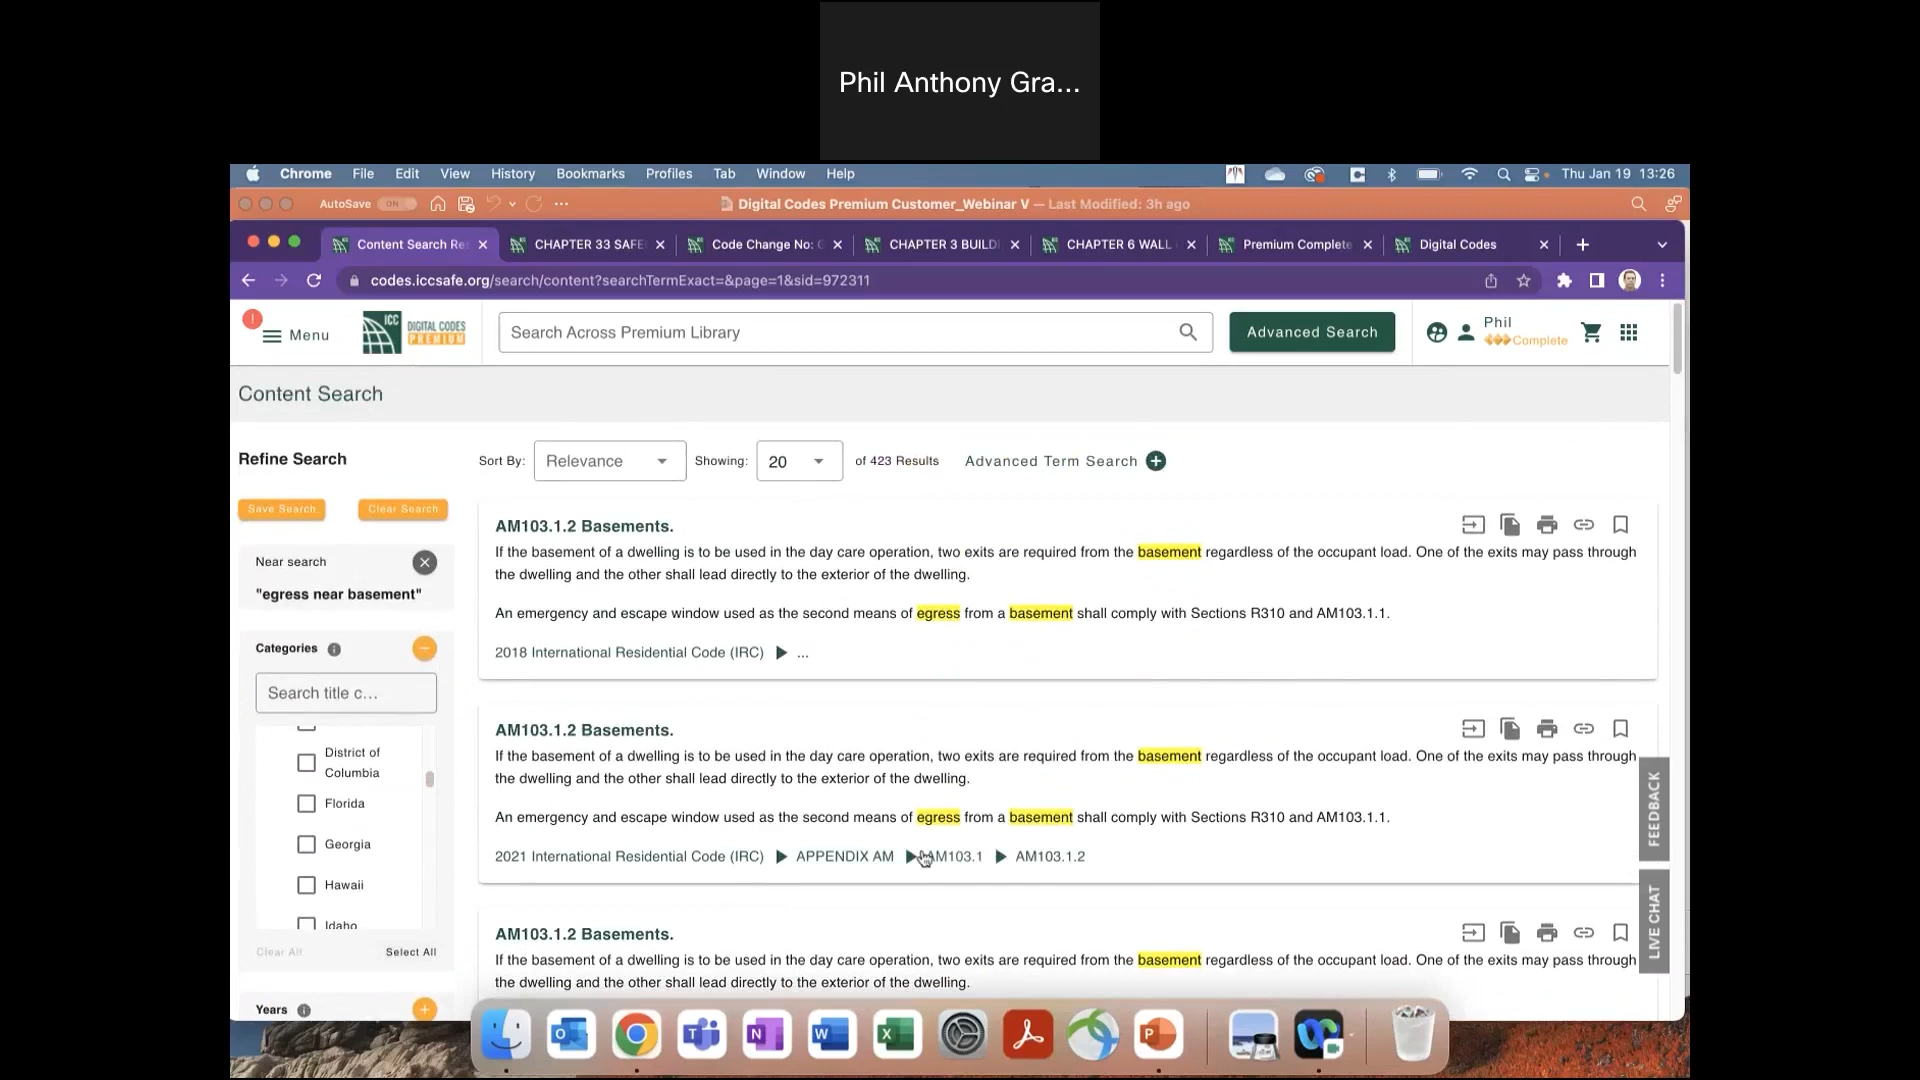 Phil Anthony Gra...
Chrome File Edit View History Bookmarks Profiles Tab Window Help Thu Jan 19 13:26
AutoSave ON ... Digital Codes Premium Customer_Webinar V — Last Modified: 3h ago
Content Search Re CHAPTER 33 SAFE Code Change No: CHAPTER 3 BUILD CHAPTER 6 WALL Premium Complete Digital Codes
codes.iccsafe.org/search/content?searchTermExact=&page=1&sid=972311
! Menu ICC DIGITAL CODES PREMIUM Search Across Premium Library Advanced Search Phil Complete
Content Search
Refine Search
Sort By: Relevance Showing: 20 of 423 Results Advanced Term Search
Save Search Clear Search
Near search
"egress near basement"
Categories
Search title c...
District of
Columbia
Florida
Georgia
Hawaii
Idaho
Clear All Select All
Years
AM103.1.2 Basements.
If the basement of a dwelling is to be used in the day care operation, two exits are required from the basement regardless of the occupant load. One of the exits may pass through
the dwelling and the other shall lead directly to the exterior of the dwelling.
An emergency and escape window used as the second means of egress from a basement shall comply with Sections R310 and AM103.1.1.
2018 International Residential Code (IRC) ...
AM103.1.2 Basements.
If the basement of a dwelling is to be used in the day care operation, two exits are required from the basement regardless of the occupant load. One of the exits may pass through
the dwelling and the other shall lead directly to the exterior of the dwelling.
An emergency and escape window used as the second means of egress from a basement shall comply with Sections R310 and AM103.1.1.
2021 International Residential Code (IRC) APPENDIX AM AM103.1 AM103.1.2
AM103.1.2 Basements.
If the basement of a dwelling is to be used in the day care operation, two exits are required from the basement regardless of the occupant load. One of the exits may pass through
the dwelling and the other shall lead directly to the exterior of the dwelling.
FEEDBACK
LIVE CHAT